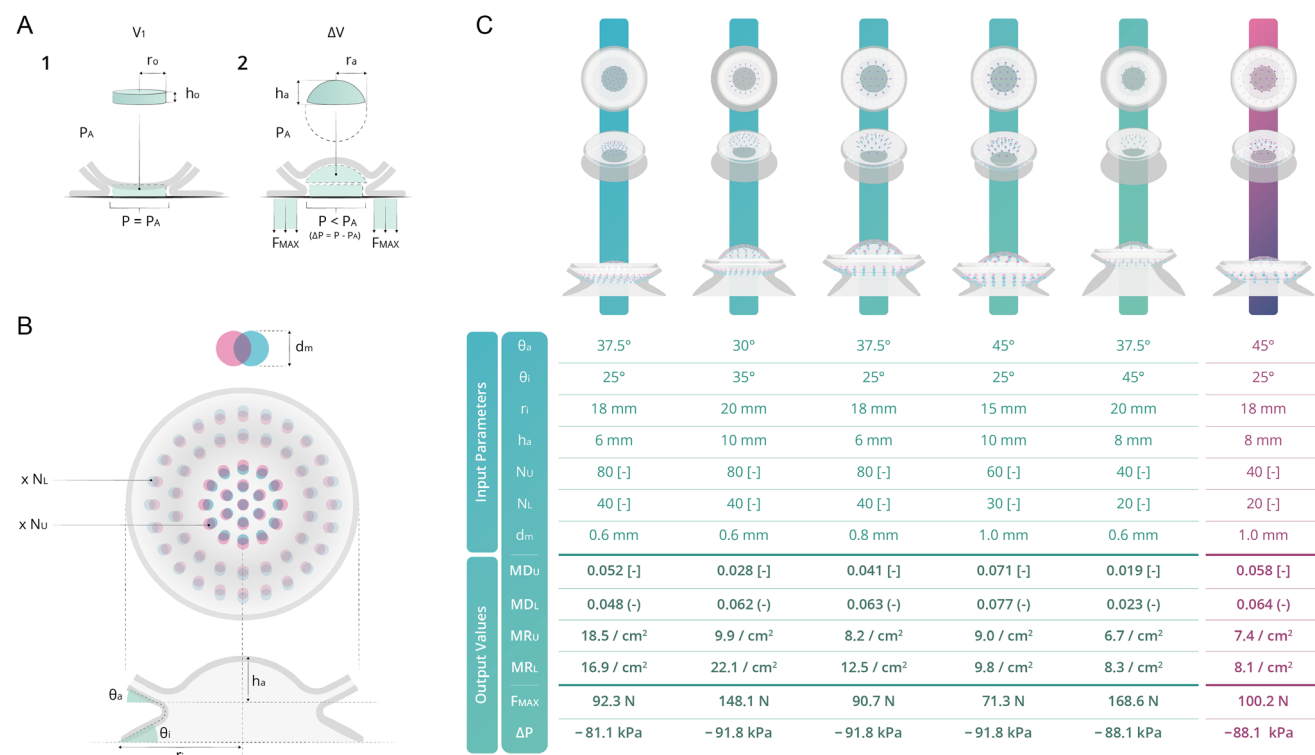 A
V1
ΔV
1
2
ro
ra
ho
ha
PA
PA
P = PA
P < PA
(ΔP = P - PA)
FMAX
FMAX
B
dm
x NL
x NU
ha
θa
θi
C
Input Parameters
θa 37.5° 30° 37.5° 45° 37.5° 45°
θi 25° 35° 25° 25° 45° 25°
ri 18 mm 20 mm 18 mm 15 mm 20 mm 18 mm
ha 6 mm 10 mm 6 mm 10 mm 8 mm 8 mm
NU 80 [-] 80 [-] 80 [-] 60 [-] 40 [-] 40 [-]
NL 40 [-] 40 [-] 40 [-] 30 [-] 20 [-] 20 [-]
dm 0.6 mm 0.6 mm 0.8 mm 1.0 mm 0.6 mm 1.0 mm
Output Values
MDU 0.052 [-] 0.028 [-] 0.041 [-] 0.071 [-] 0.019 [-] 0.058 [-]
MDL 0.048 (-) 0.062 (-) 0.063 (-) 0.077 (-) 0.023 (-) 0.064 (-)
MRU 18.5 / cm² 9.9 / cm² 8.2 / cm² 9.0 / cm² 6.7 / cm² 7.4 / cm²
MRL 16.9 / cm² 22.1 / cm² 12.5 / cm² 9.8 / cm² 8.3 / cm² 8.1 / cm²
FMAX 92.3 N 148.1 N 90.7 N 71.3 N 168.6 N 100.2 N
ΔP −81.1 kPa −91.8 kPa −91.8 kPa −91.8 kPa −88.1 kPa −88.1 kPa